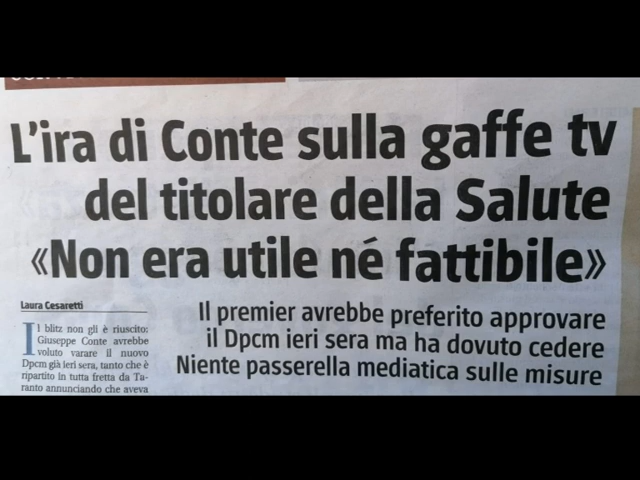 L'ira di Conte sulla gaffe tv
del titolare della Salute
«Non era utile né fattibile»
Laura Cesaretti
Il blitz non gli è riuscito:
Giuseppe Conte avrebbe
voluto varare il nuovo
Dpcm già ieri sera, tanto che è
ripartito in tutta fretta da Ta-
ranto annunciando che aveva
Il premier avrebbe preferito approvare
il Dpcm ieri sera ma ha dovuto cedere
Niente passerella mediatica sulle misure